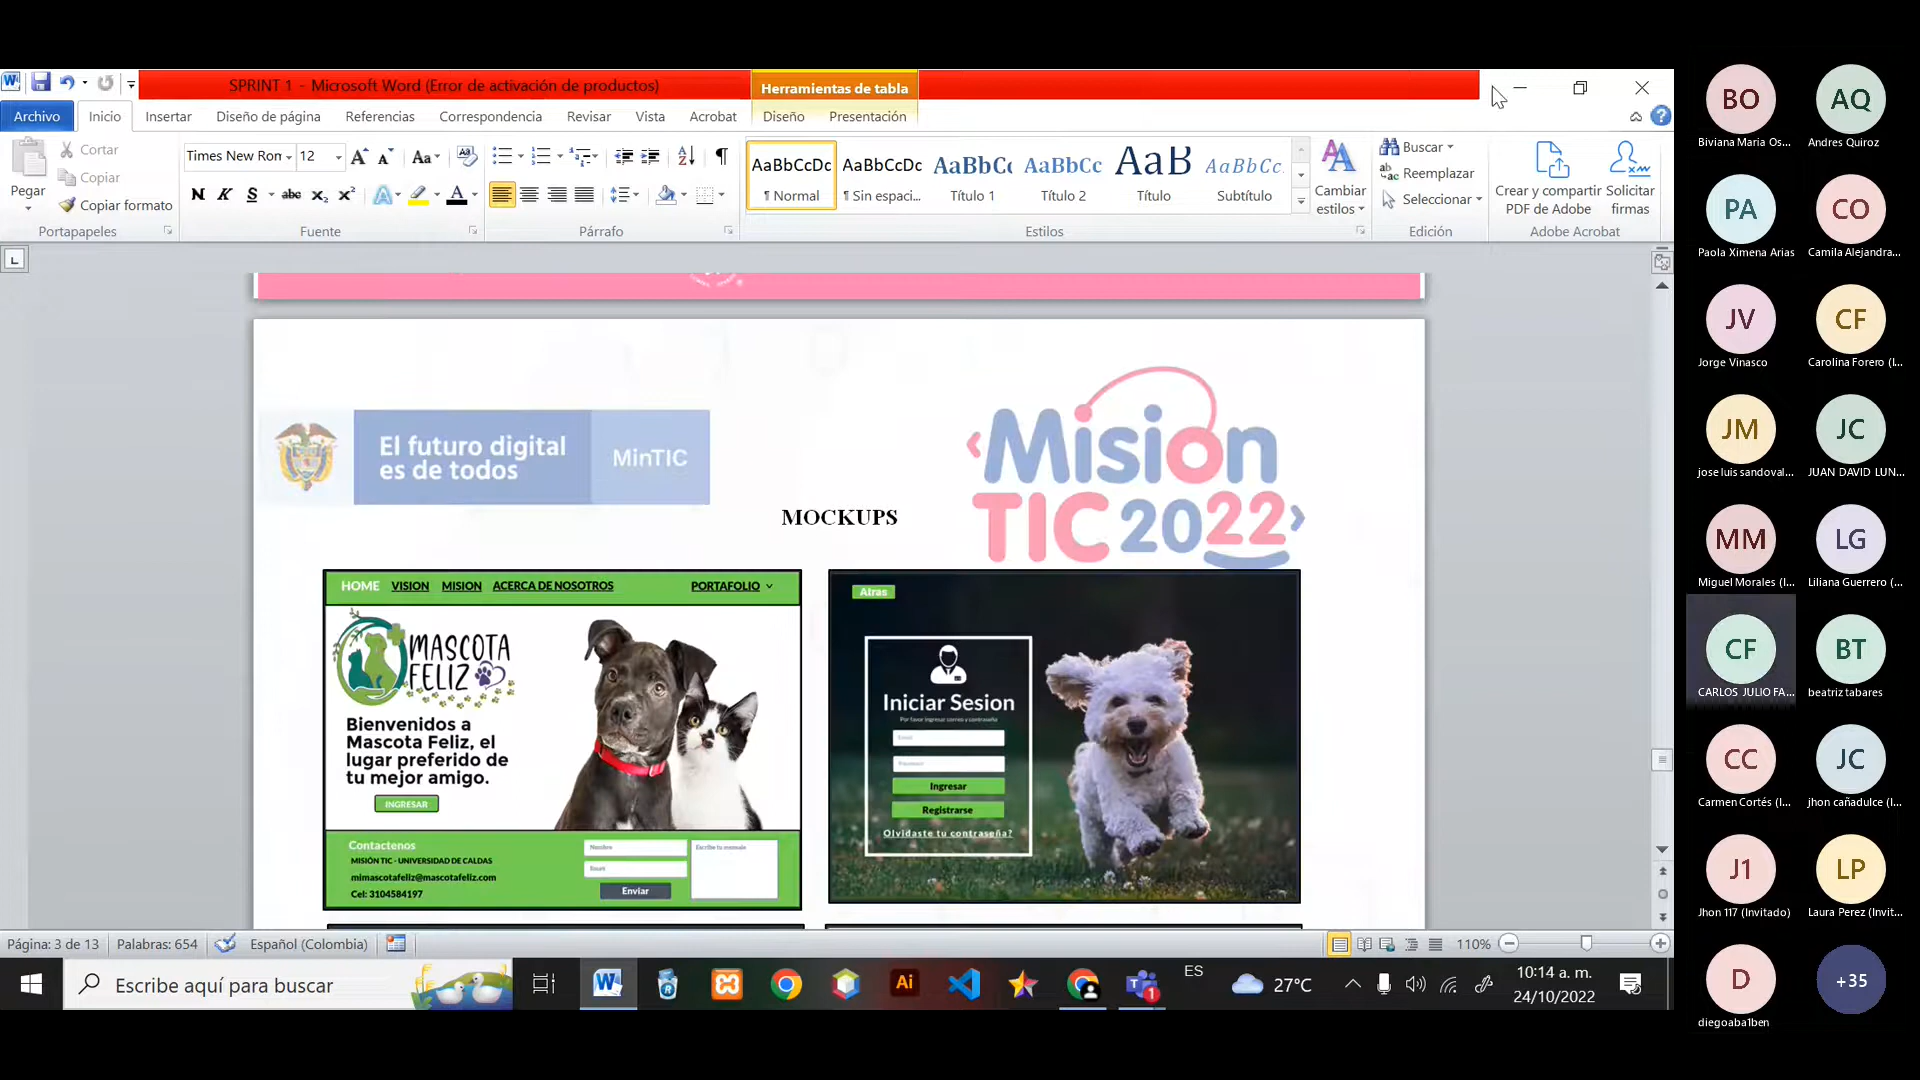 SPRINT 1 - Microsoft Word (Error de activación de productos)
Herramientas de tabla
Archivo
Inicio
Insertar
Diseño de página
Referencias
Correspondencia
Revisar
Vista
Acrobat
Diseño
Presentación
Pegar
Cortar
Copiar
Copiar formato
Portapapeles
Times New Ron
12
Fuente
Párrafo
AaBbCcDc
¶ Normal
AaBbCcDc
¶ Sin espaci...
AaBbCc
Título 1
AaBbCc
Título 2
AaB
Título
AaBbCc.
Subtítulo
Cambiar
estilos
Estilos
Buscar
Reemplazar
Seleccionar
Edición
Crear y compartir
PDF de Adobe
Solicitar
firmas
Adobe Acrobat
El futuro digital
es de todos
MinTIC
Mision
TIC 2022
MOCKUPS
HOME
VISION
MISION
ACERCA DE NOSOTROS
PORTAFOLIO
MASCOTA
FELIZ
Bienvenidos a
Mascota Feliz, el
lugar preferido de
tu mejor amigo.
INGRESAR
Contactenos
MISIÓN TIC - UNIVERSIDAD DE CALDAS
mimascotafeliz@mascotafeliz.com
Cel: 3104584197
Nombre
Enviar
Atras
Iniciar Sesion
Por favor ingresar correo y contraseña
Ingresar
Registrarse
Olvidaste tu contraseña?
Página: 3 de 13
Palabras: 654
Español (Colombia)
110%
Escribe aquí para buscar
ES
27°C
10:14 a. m.
24/10/2022
BO
Biviana Maria Os...
AQ
Andres Quiroz
PA
Paola Ximena Arias
CO
Camila Alejandra...
JV
Jorge Vinasco
CF
Carolina Forero (I...
JM
jose luis sandoval...
JC
JUAN DAVID LUN...
MM
Miguel Morales (I...
LG
Liliana Guerrero (...
CF
CARLOS JULIO FA...
BT
beatriz tabares
CC
Carmen Cortés (I...
JC
jhon cañadulce (I...
J1
Jhon 117 (Invitado)
LP
Laura Perez (Invit...
D
diegoaba1ben
+35